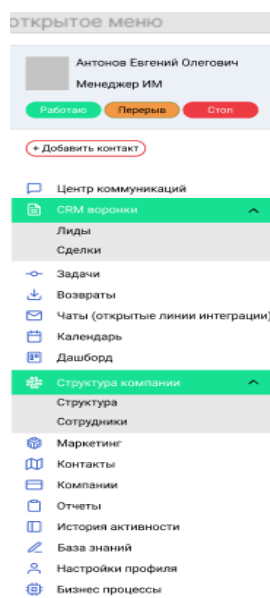 открытое меню
Антонов Евгений Олегович
Менеджер ИМ
Работаю Перерыв Стоп
+ Добавить контакт
Центр коммуникаций
CRM воронки
Лиды
Сделки
Задачи
Возвраты
Чаты (открытые линии интеграции)
Календарь
Дашборд
Структура компании
Структура
Сотрудники
Маркетинг
Контакты
Компании
Отчеты
История активности
База знаний
Настройки профиля
Бизнес процессы